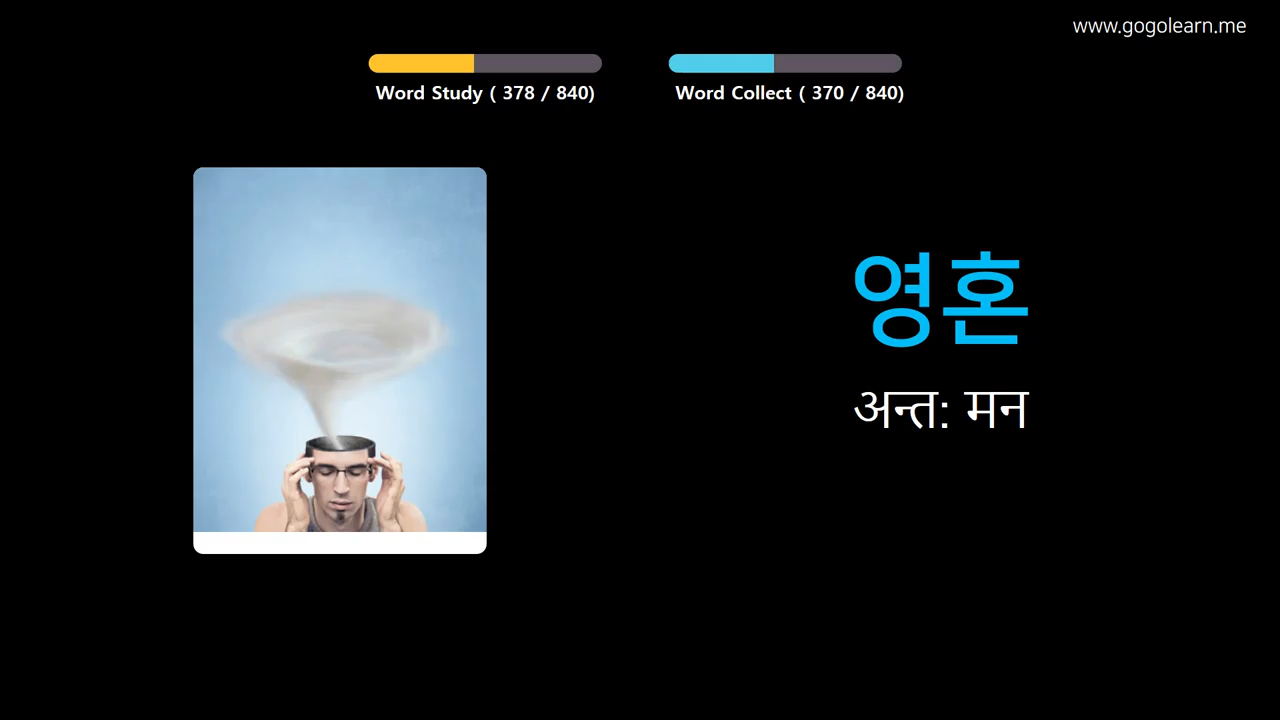 www.gogolearn.me
Word Study ( 378 / 840)
Word Collect ( 370 / 840)
영혼
अन्त: मन